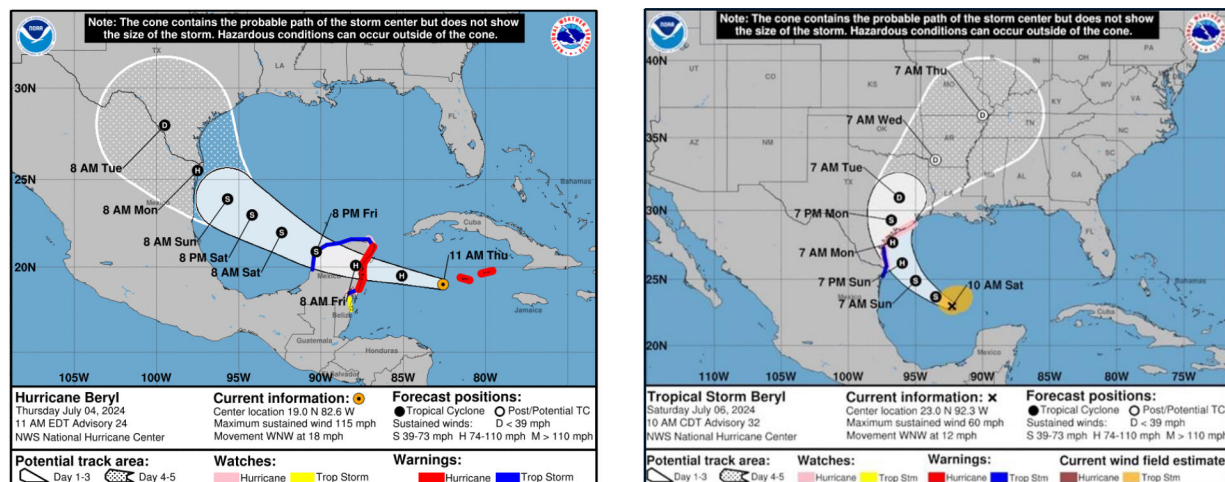 Note: The cone contains the probable path of the storm center but does not show
the size of the storm. Hazardous conditions can occur outside of the cone.
NOAA
TX
LA
30N
FL
D
8 AM Tue
H
8 AM Mon
25N
Bahamas
S
8 PM Fri
S
Cuba
8 AM Sun
S
8 PM Sat
S
11 AM Thu
8 AM Sat
H
H
20N
Mexico
8 AM Fri
Jamaica
Belize
Guatemala
Honduras
El Salvador
105W 100W 95W 90W 85W 80W
Hurricane Beryl
Thursday July 04, 2024
11 AM EDT Advisory 24
NWS National Hurricane Center
Current information:
Center location 19.0 N 82.6 W
Maximum sustained wind 115 mph
Movement WNW at 18 mph
Forecast positions:
Tropical Cyclone Post/Potential TC
Sustained winds: D < 39 mph
S 39-73 mph H 74-110 mph M > 110 mph
Potential track area:
Day 1-3 Day 4-5
Watches:
Hurricane Trop Storm
Warnings:
Hurricane Trop Storm
Note: The cone contains the probable path of the storm center but does not show
the size of the storm. Hazardous conditions can occur outside of the cone.
NOAA
40N
UT
CO
KS
MO
IN
OH
PA
WV
VA
KY
7 AM Thu
D
TN
NC
7 AM Wed
OK
AR
35N
AZ
NM
D
SC
7 AM Tue
TX
LA
AL
GA
D
7 PM Mon
30N
S
FL
7 AM Mon
H
H
7 PM Sun
25N
S
10 AM Sat
Mexico
7 AM Sun
S
Cuba
20N
Mexico
110W 105W 100W 95W 90W 85W 80W 75W
Tropical Storm Beryl
Saturday July 06, 2024
10 AM CDT Advisory 32
NWS National Hurricane Center
Current information:
Center location 23.0 N 92.3 W
Maximum sustained wind 60 mph
Movement WNW at 12 mph
Forecast positions:
Tropical Cyclone Post/Potential TC
Sustained winds: D < 39 mph
S 39-73 mph H 74-110 mph M > 110 mph
Potential track area:
Day 1-3 Day 4-5
Watches:
Hurricane Trop Stm
Warnings:
Hurricane Trop Stm
Current wind field estimate
Hurricane Trop Stm